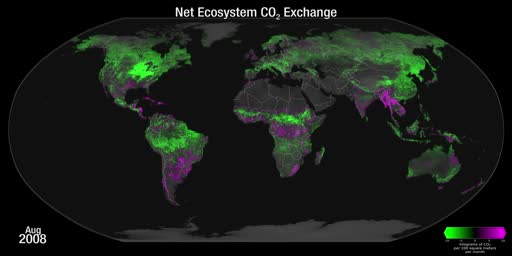 Net Ecosystem CO₂ Exchange
Aug
2008
kilograms of CO₂
per 100 square meters
per month